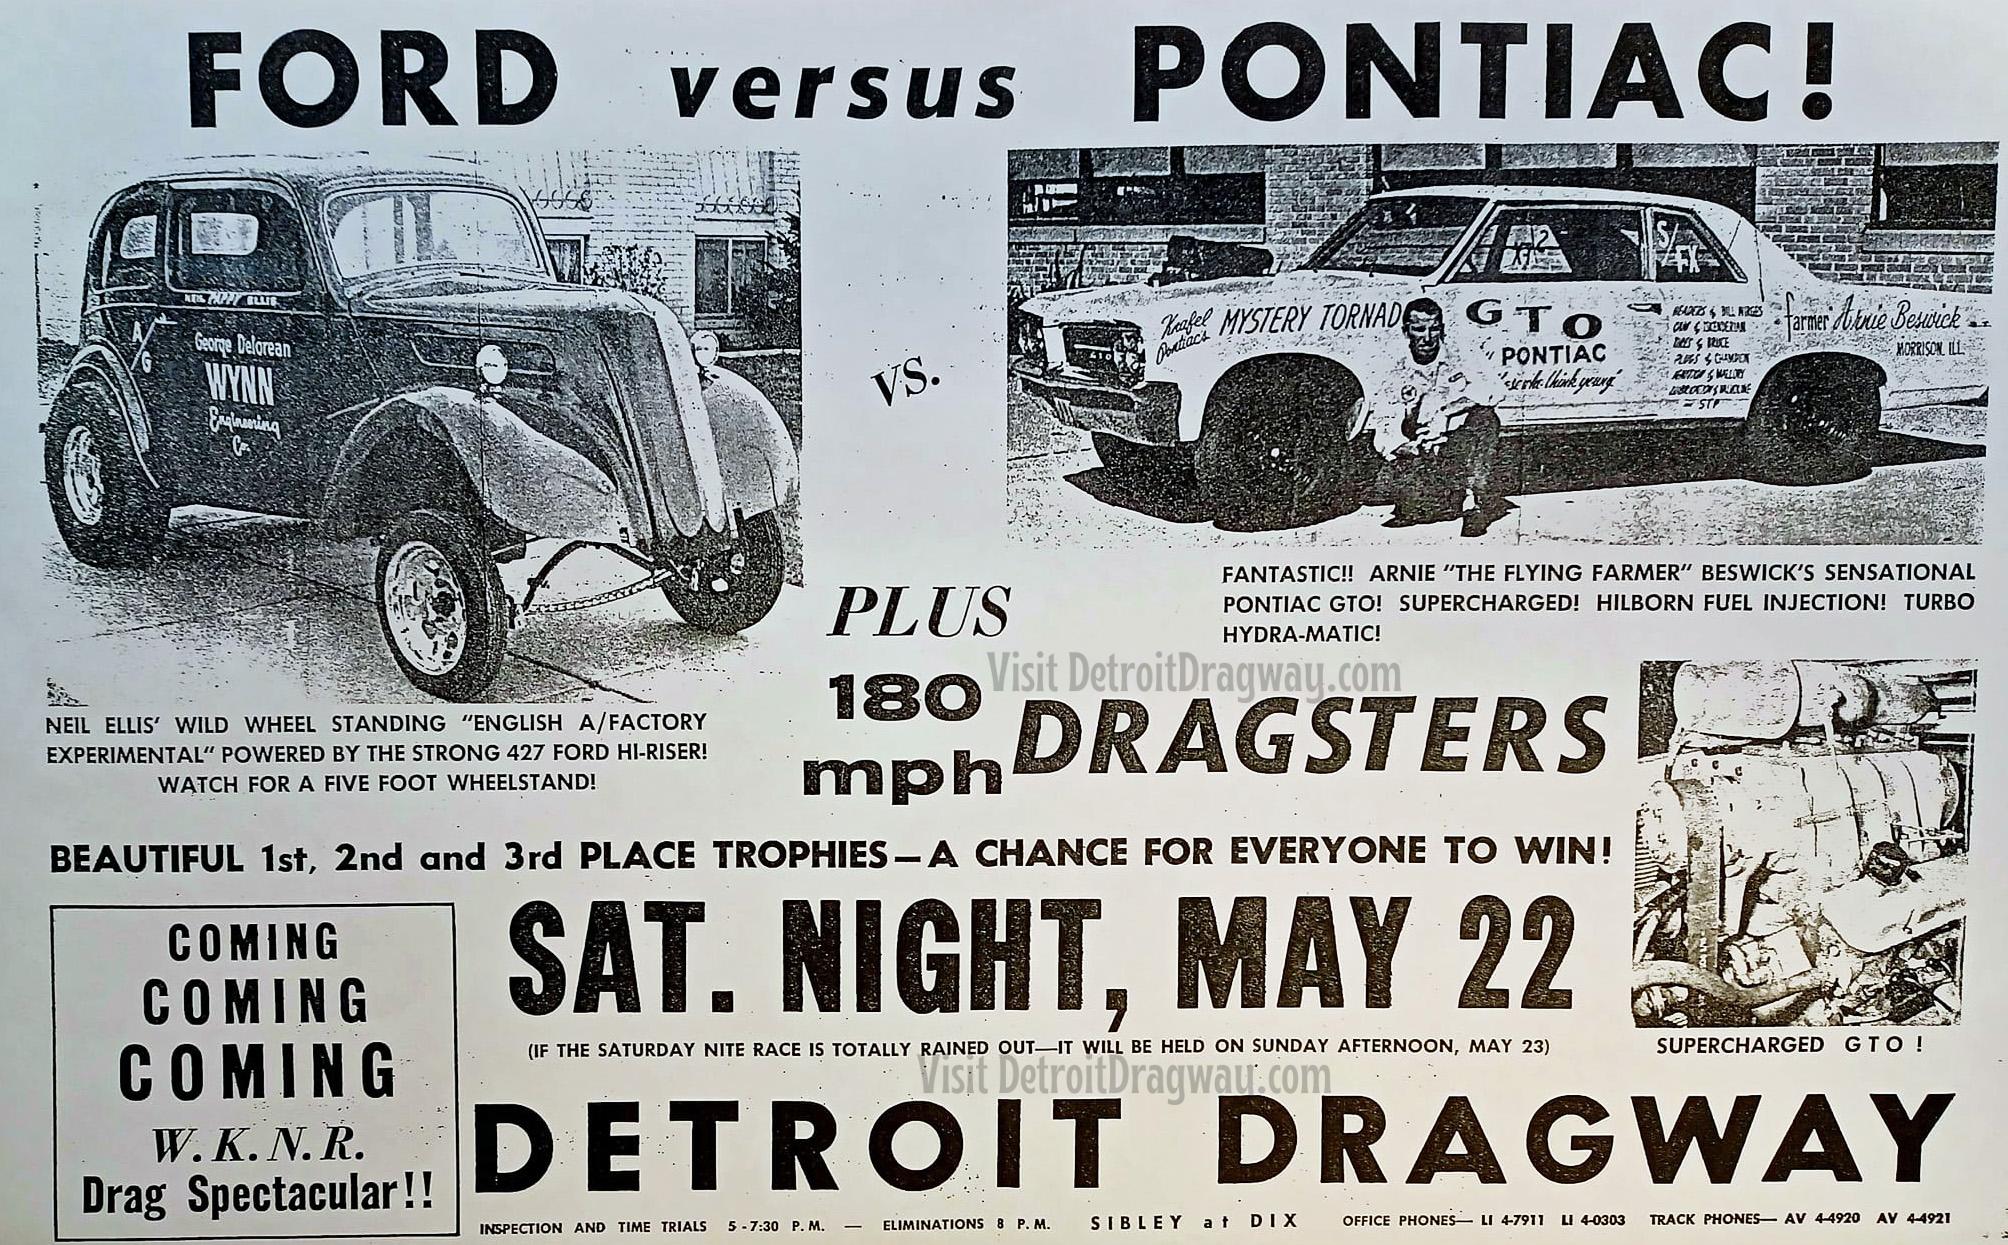 FORD versus PONTIAC!
NEIL PAPPY ELLIS
A/G
George DeLorean
WYNN
Engineering
Co.
vs.
X12
S/FX
Knafel
Pontiac's
MYSTERY TORNAD
GTO
PONTIAC
farmer Arnie Beswick
MORRISON, ILL.
STP
FANTASTIC!! ARNIE "THE FLYING FARMER" BESWICK'S SENSATIONAL
PONTIAC GTO! SUPERCHARGED! HILBORN FUEL INJECTION! TURBO
HYDRA-MATIC!
NEIL ELLIS' WILD WHEEL STANDING "ENGLISH A/FACTORY
EXPERIMENTAL" POWERED BY THE STRONG 427 FORD HI-RISER!
WATCH FOR A FIVE FOOT WHEELSTAND!
PLUS
Visit DetroitDragway.com
180
mph
DRAGSTERS
BEAUTIFUL 1st, 2nd and 3rd PLACE TROPHIES—A CHANCE FOR EVERYONE TO WIN!
SAT. NIGHT, MAY 22
(IF THE SATURDAY NITE RACE IS TOTALLY RAINED OUT—IT WILL BE HELD ON SUNDAY AFTERNOON, MAY 23)
SUPERCHARGED GTO!
Visit DetroitDragway.com
COMING
COMING
COMING
W.K.N.R.
Drag Spectacular!!
DETROIT DRAGWAY
INSPECTION AND TIME TRIALS 5-7:30 P.M. — ELIMINATIONS 8 P.M. SIBLEY at DIX OFFICE PHONES— LI 4-7911 LI 4-0303 TRACK PHONES— AV 4-4920 AV 4-4921